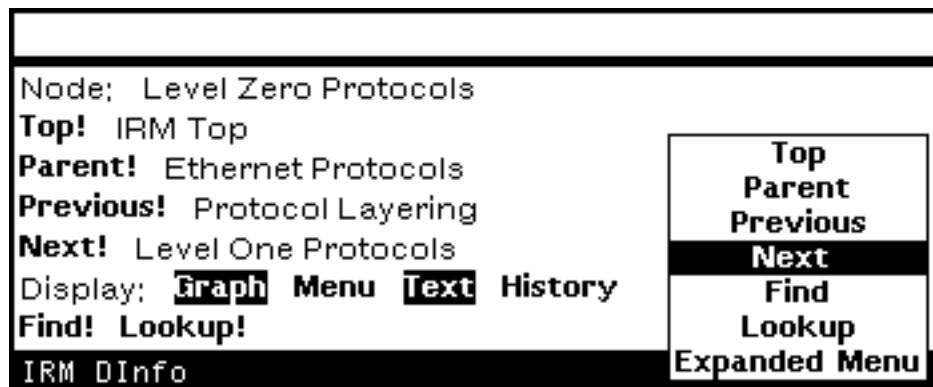 Node: Level Zero Protocols
Top! IRM Top
Parent! Ethernet Protocols
Previous! Protocol Layering
Next! Level One Protocols
Display: Graph Menu Text History
Find! Lookup!
IRM DInfo
Top
Parent
Previous
Next
Find
Lookup
Expanded Menu